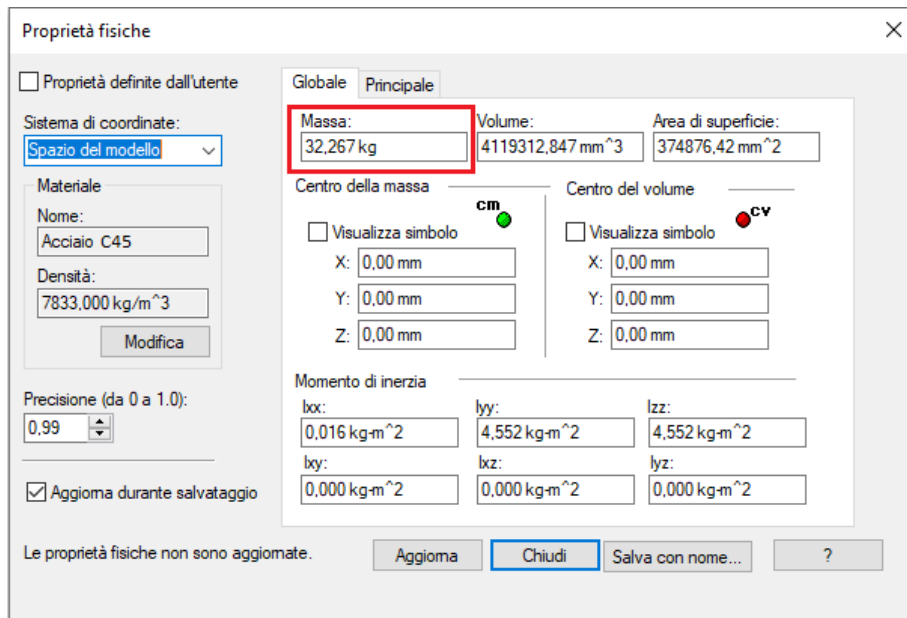 Proprietà fisiche
Proprietà definite dall'utente
Sistema di coordinate:
Spazio del modello
Materiale
Nome:
Acciaio C45
Densità:
7833,000 kg/m^3
Modifica
Precisione (da 0 a 1.0):
0,99
Aggiorna durante salvataggio
Globale Principale
Massa: Volume: Area di superficie:
32,267 kg 4119312,847 mm^3 374876,42 mm^2
Centro della massa Centro del volume
cm cv
Visualizza simbolo Visualizza simbolo
X: 0,00 mm X: 0,00 mm
Y: 0,00 mm Y: 0,00 mm
Z: 0,00 mm Z: 0,00 mm
Momento di inerzia
Ixx: Iyy: Izz:
0,016 kg-m^2 4,552 kg-m^2 4,552 kg-m^2
Ixy: Ixz: Iyz:
0,000 kg-m^2 0,000 kg-m^2 0,000 kg-m^2
Le proprietà fisiche non sono aggiornate. Aggiorna Chiudi Salva con nome... ?